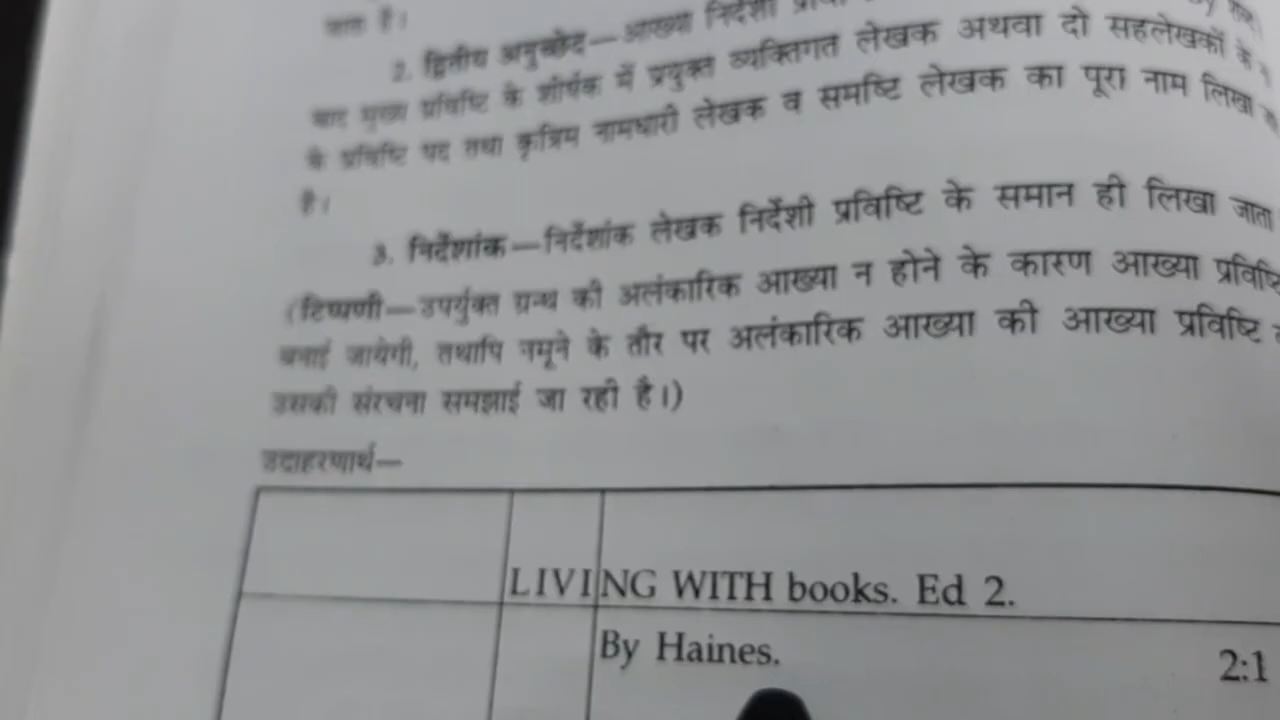 जाता है।
2. द्वितीय अनुच्छेद—आख्या निर्देशी
बाद मुख्य प्रविष्टि के शीर्षक में प्रयुक्त व्यक्तिगत लेखक अथवा दो सहलेखकों के
के प्रविष्टि पद तथा कृत्रिम नामधारी लेखक व समष्टि लेखक का पूरा नाम लिखा
है।
3. निर्देशांक—निर्देशांक लेखक निर्देशी प्रविष्टि के समान ही लिखा जाता
(टिप्पणी—उपर्युक्त ग्रन्थ की अलंकारिक आख्या न होने के कारण आख्या प्रविष्टि
बनाई जायेगी, तथापि नमूने के तौर पर अलंकारिक आख्या की आख्या प्रविष्टि
उसकी संरचना समझाई जा रही है।)
उदाहरणार्थ—
LIVING WITH books. Ed 2.
By Haines. 2:1